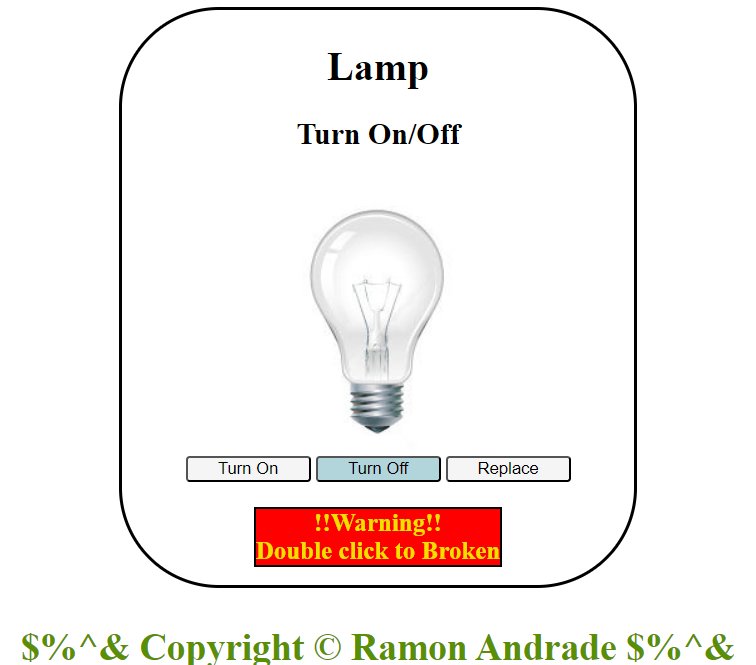 Lamp
Turn On/Off
Turn On Turn Off Replace
!!Warning!!
Double click to Broken
$%^& Copyright © Ramon Andrade $%^&